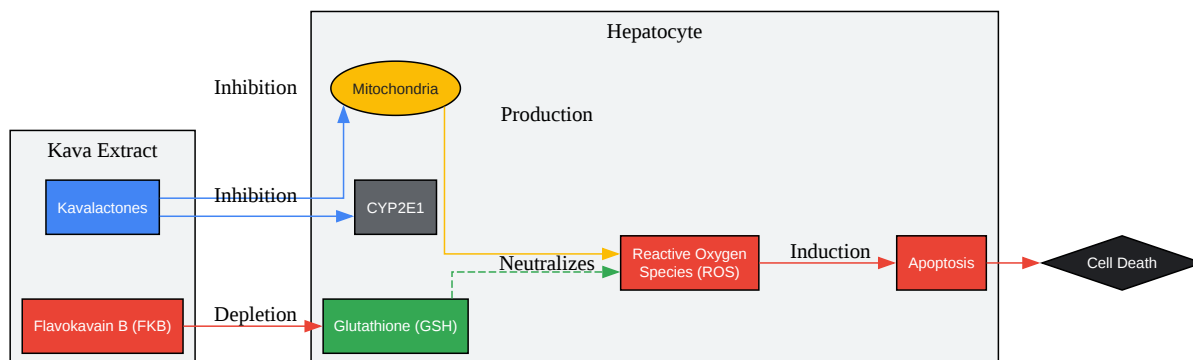 Hepatocyte
Inhibition
Mitochondria
Production
Kava Extract
Kavalactones
Inhibition
CYP2E1
Neutralizes
Reactive Oxygen
Species (ROS)
Induction
Apoptosis
Cell Death
Flavokavain B (FKB)
Depletion
Glutathione (GSH)